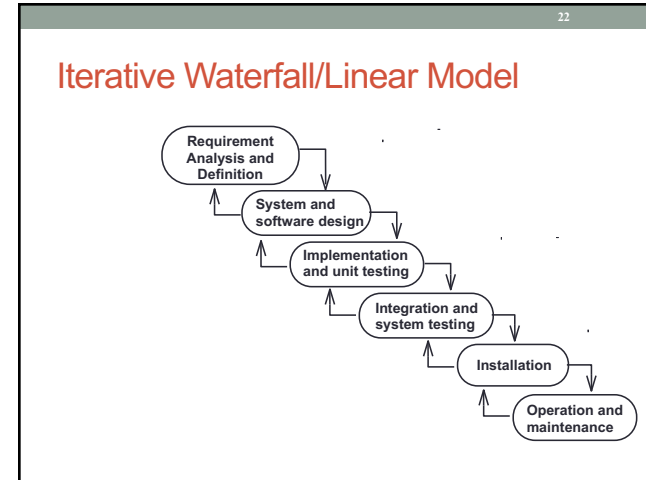 22
Iterative Waterfall/Linear Model
Requirement
Analysis and
Definition
System and
software design
Implementation
and unit testing
Integration and
system testing
Installation
Operation and
maintenance